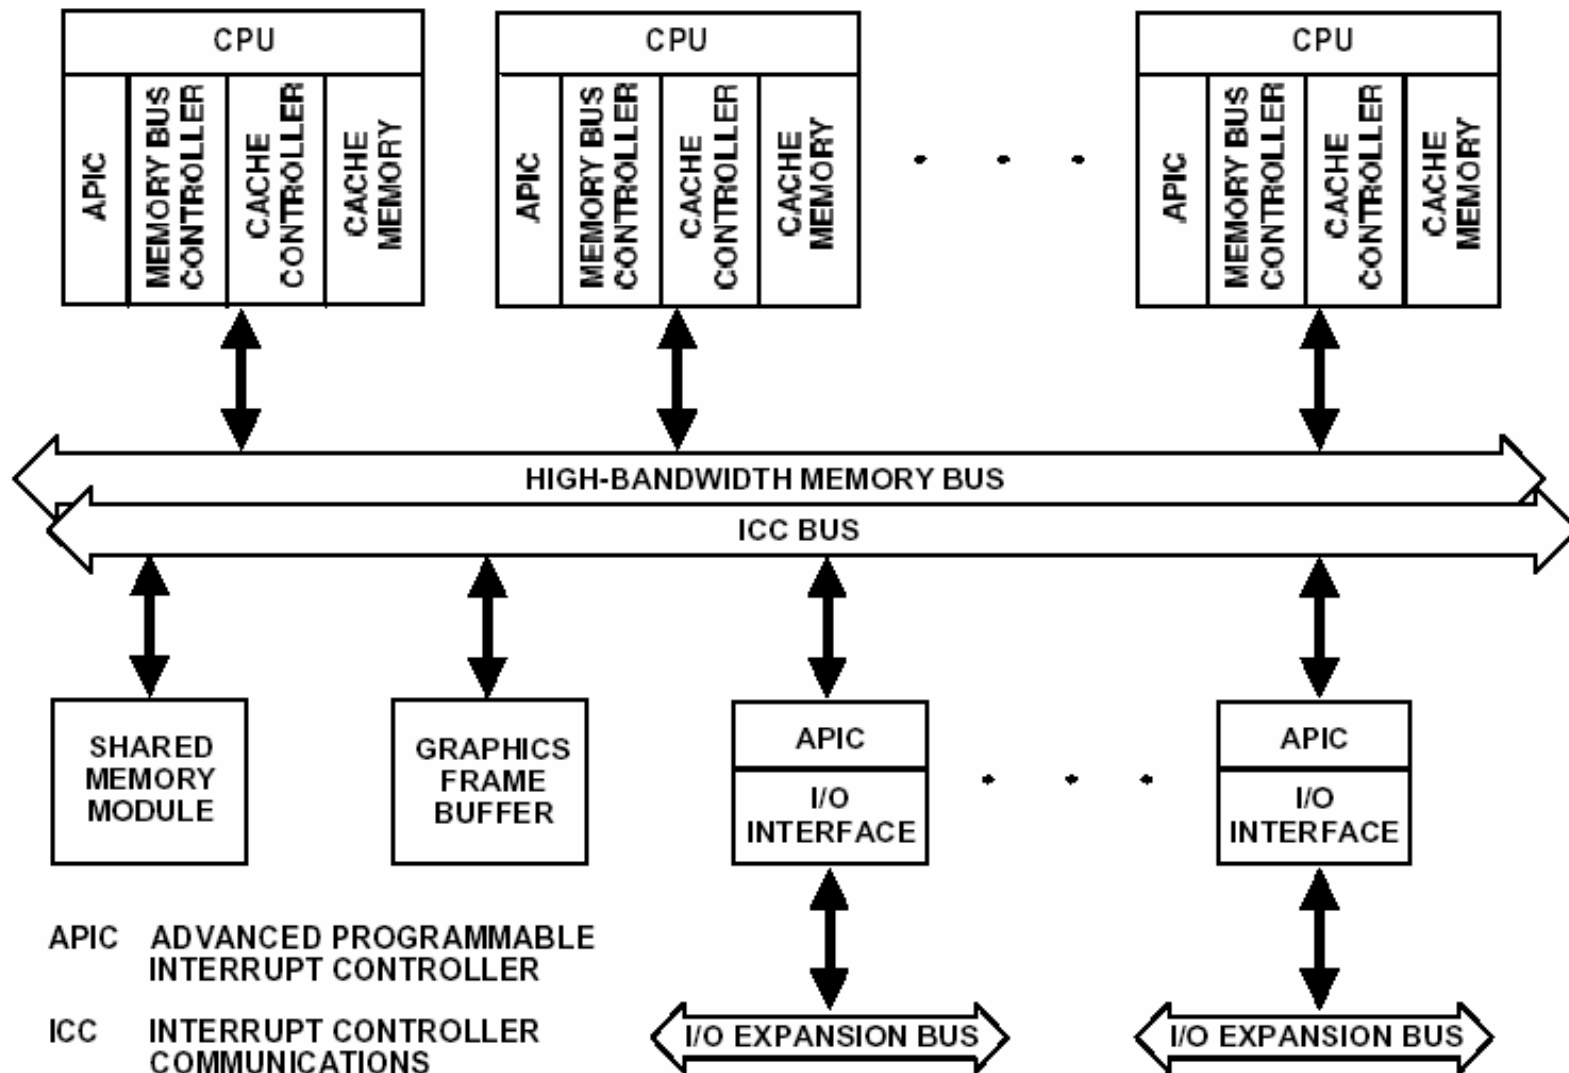 CPU
APIC
MEMORY BUS
CONTROLLER
CACHE
CONTROLLER
CACHE
MEMORY
CPU
APIC
MEMORY BUS
CONTROLLER
CACHE
CONTROLLER
CACHE
MEMORY
CPU
APIC
MEMORY BUS
CONTROLLER
CACHE
CONTROLLER
CACHE
MEMORY
HIGH-BANDWIDTH MEMORY BUS
ICC BUS
SHARED
MEMORY
MODULE
GRAPHICS
FRAME
BUFFER
APIC
I/O
INTERFACE
APIC
I/O
INTERFACE
APIC ADVANCED PROGRAMMABLE
INTERRUPT CONTROLLER
ICC INTERRUPT CONTROLLER
COMMUNICATIONS
I/O EXPANSION BUS
I/O EXPANSION BUS